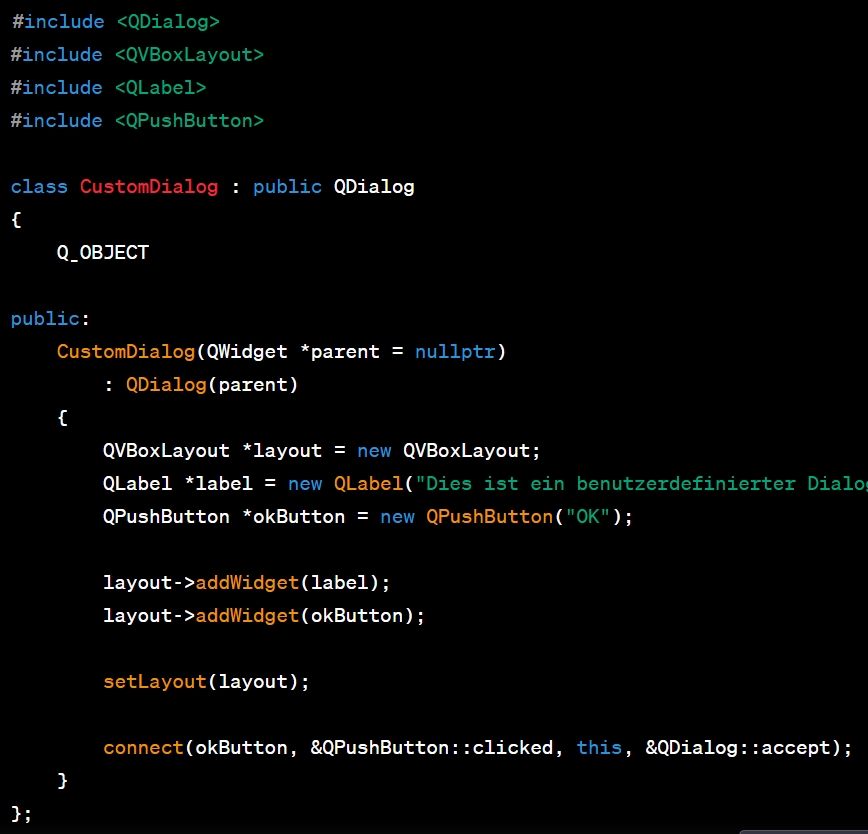 #include <QDialog>
#include <QVBoxLayout>
#include <QLabel>
#include <QPushButton>
class CustomDialog : public QDialog
{
Q_OBJECT
public:
CustomDialog(QWidget *parent = nullptr)
: QDialog(parent)
{
QVBoxLayout *layout = new QVBoxLayout;
QLabel *label = new QLabel("Dies ist ein benutzerdefinierter Dialog
QPushButton *okButton = new QPushButton("OK");
layout->addWidget(label);
layout->addWidget(okButton);
setLayout(layout);
connect(okButton, &QPushButton::clicked, this, &QDialog::accept);
}
};